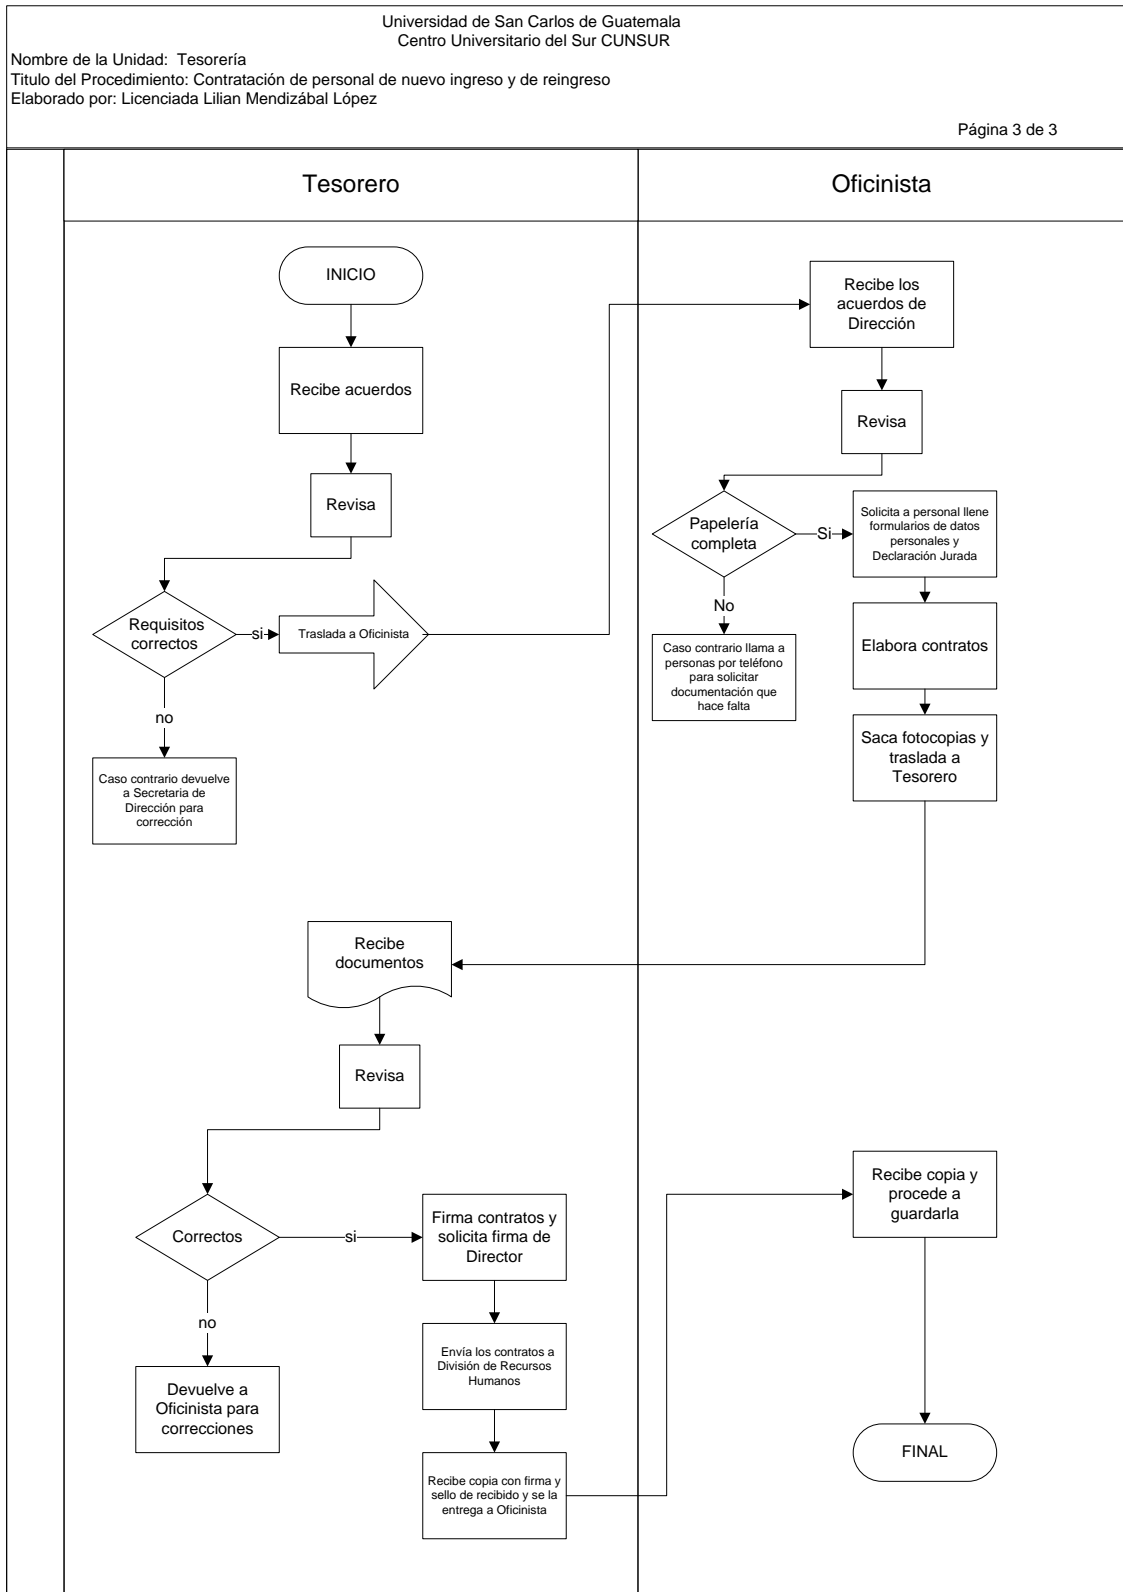 Universidad de San Carlos de Guatemala
Centro Universitario del Sur CUNSUR
Nombre de la Unidad: Tesorería
Titulo del Procedimiento: Contratación de personal de nuevo ingreso y de reingreso
Elaborado por: Licenciada Lilian Mendizábal López
Página 3 de 3
Tesorero
Oficinista
INICIO
Recibe acuerdos
Revisa
Requisitos
correctos
si
Traslada a Oficinista
no
Caso contrario devuelve
a Secretaria de
Dirección para
corrección
Recibe los
acuerdos de
Dirección
Revisa
Papelería
completa
Si
Solicita a personal llene
formularios de datos
personales y
Declaración Jurada
No
Caso contrario llama a
personas por teléfono
para solicitar
documentación que
hace falta
Elabora contratos
Saca fotocopias y
traslada a
Tesorero
Recibe
documentos
Revisa
Correctos
si
Firma contratos y
solicita firma de
Director
no
Devuelve a
Oficinista para
correcciones
Envía los contratos a
División de Recursos
Humanos
Recibe copia con firma y
sello de recibido y se la
entrega a Oficinista
Recibe copia y
procede a
guardarla
FINAL